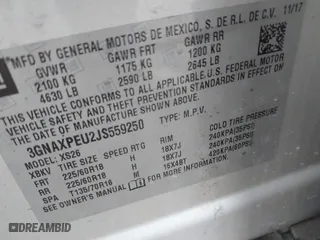 MFD BY GENERAL MOTORS DE MEXICO, S. DE R.L. DE C.V. 11/17
GVWR GAWR FRT GAWR RR
2100 KG 1175 KG 1200 KG
4630 LB 2590 LB 2645 LB
THIS VEHICLE CONFORMS TO ALL APPLICABLE U.S. FEDERAL MOTOR
VEHICLE SAFETY AND THEFT PREVENTION STANDARDS IN EFFECT ON
THE DATE OF MANUFACTURE SHOWN ABOVE.
3GNAXPEU2JS559250 TYPE: M.P.V.
MODEL: XS26
XBKV TIRE SIZE SPEED RTG RIM COLD TIRE PRESSURE
FRT 225/60R18 H 18X7J 240KPA(35PSI)
RR 225/60R18 H 18X7J 240KPA(35PSI)
SPA T135/70R16 M 16X4BT 420KPA(60PSI)
SEE OWNER'S MANUAL FOR ADDITIONAL INFORMATION.
DREAMBID.COM